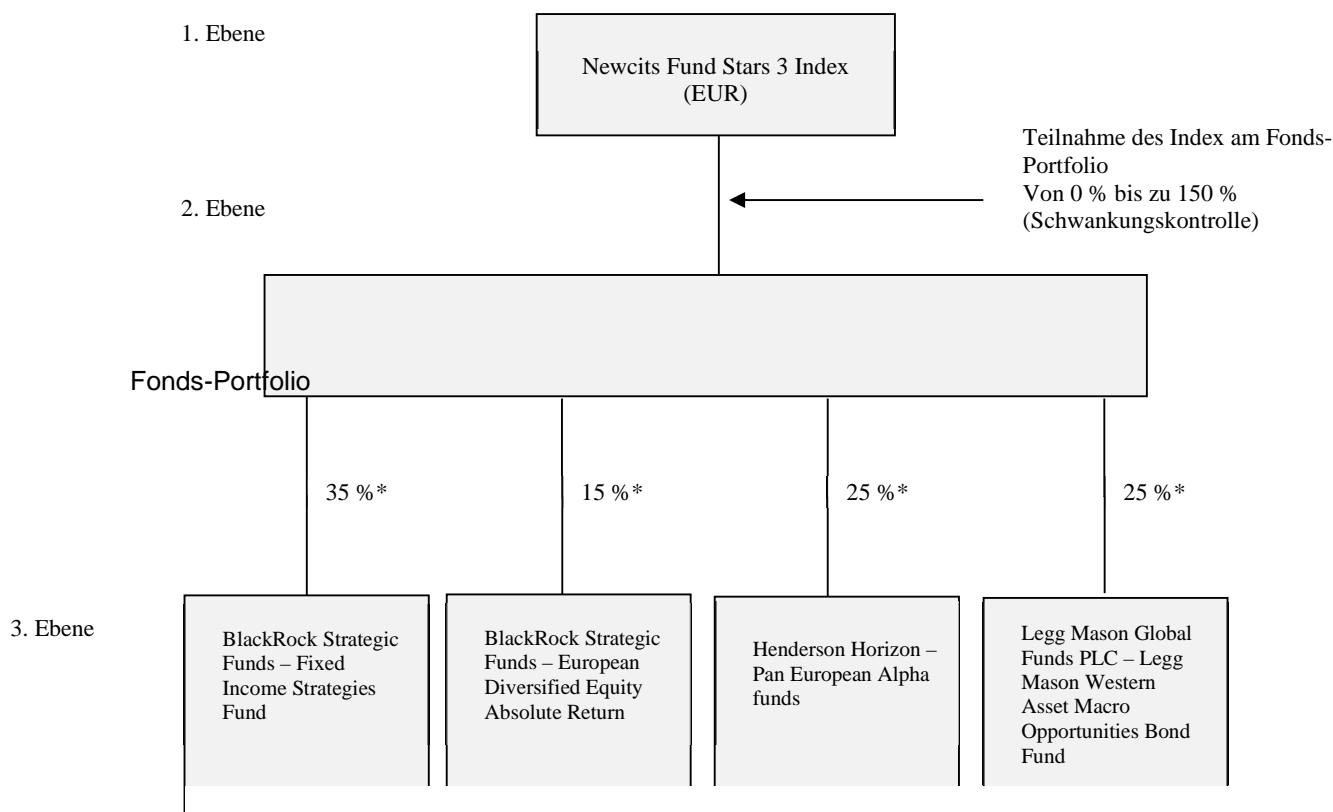 1. Ebene
Newcits Fund Stars 3 Index
(EUR)
Teilnahme des Index am Fonds-
Portfolio
Von 0 % bis zu 150 %
(Schwankungskontrolle)
2. Ebene
Fonds-Portfolio
35 %*
15 %*
25 %*
25 %*
3. Ebene
BlackRock Strategic
Funds – Fixed
Income Strategies
Fund
BlackRock Strategic
Funds – European
Diversified Equity
Absolute Return
Henderson Horizon –
Pan European Alpha
funds
Legg Mason Global
Funds PLC – Legg
Mason Western
Asset Macro
Opportunities Bond
Fund